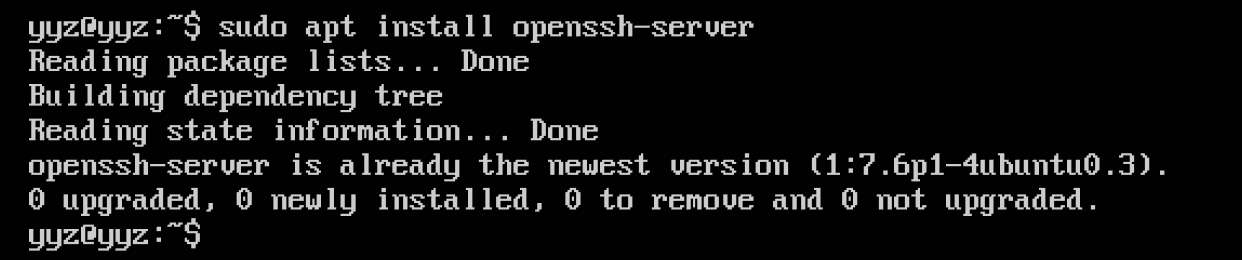 yyz@yyz:~$ sudo apt install openssh-server
Reading package lists... Done
Building dependency tree
Reading state information... Done
openssh-server is already the newest version (1:7.6p1-4ubuntu0.3).
0 upgraded, 0 newly installed, 0 to remove and 0 not upgraded.
yyz@yyz:~$